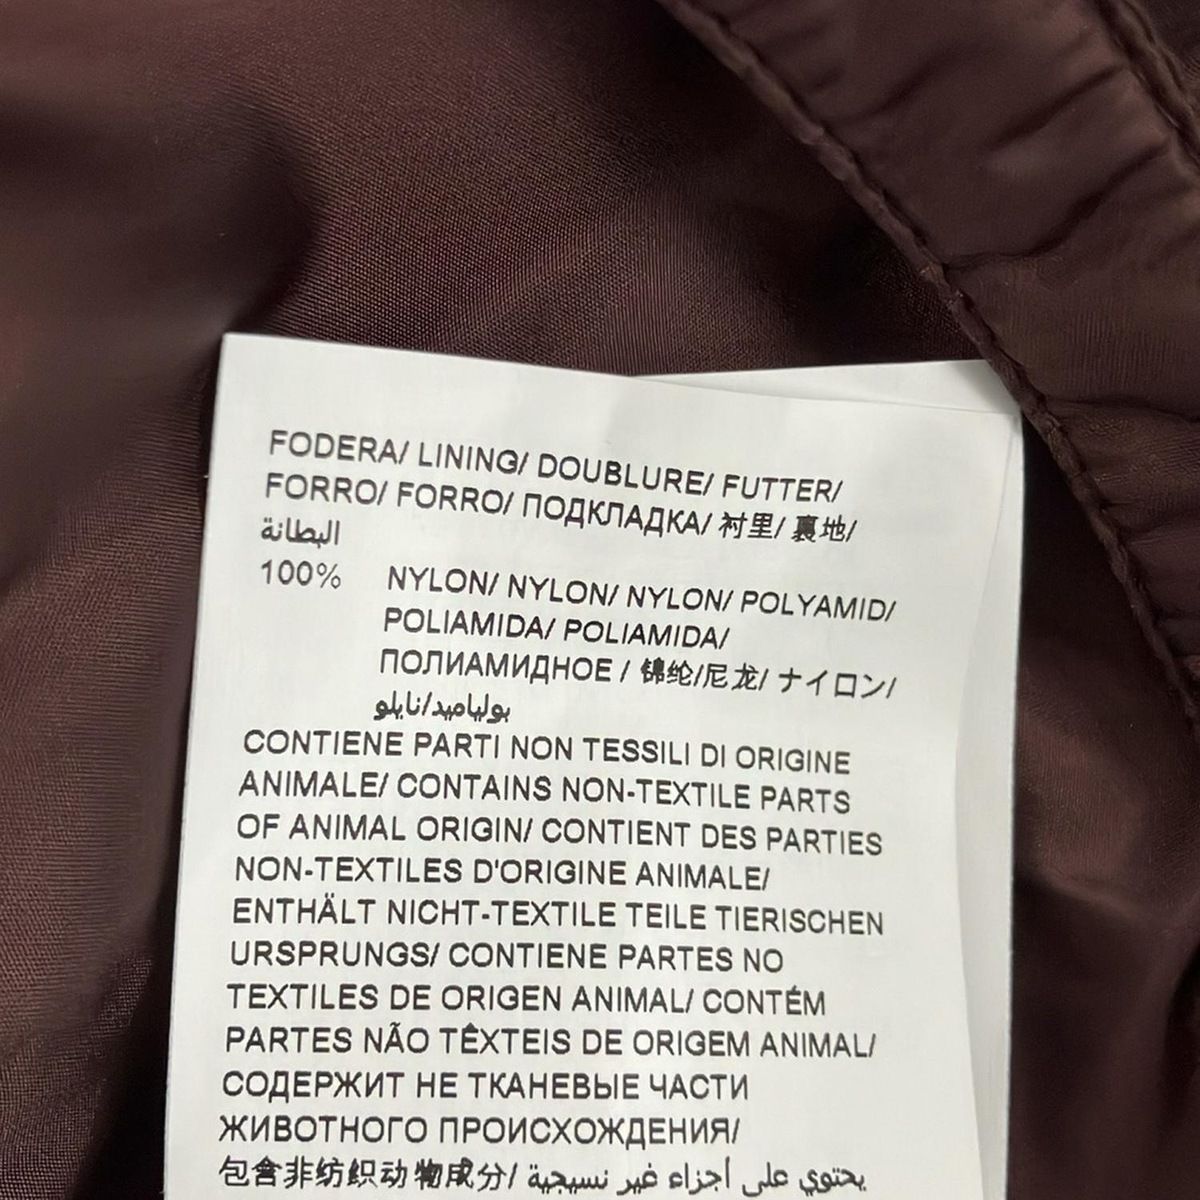 FODERA/ LINING/ DOUBLURE/ FUTTER/
FORRO/ FORRO/ ПОДКЛАДКА/ 衬里/ 裏地/
البطانة
100% NYLON/ NYLON/ NYLON/ POLYAMID/
POLIAMIDA/ POLIAMIDA/
ПОЛИАМИДНОЕ / 锦纶/尼龙/ ナイロン/
بولياميد/نايلو
CONTIENE PARTI NON TESSILI DI ORIGINE
ANIMALE/ CONTAINS NON-TEXTILE PARTS
OF ANIMAL ORIGIN/ CONTIENT DES PARTIES
NON-TEXTILES D'ORIGINE ANIMALE/
ENTHÄLT NICHT-TEXTILE TEILE TIERISCHEN
URSPRUNGS/ CONTIENE PARTES NO
TEXTILES DE ORIGEN ANIMAL/ CONTÉM
PARTES NÃO TÊXTEIS DE ORIGEM ANIMAL/
СОДЕРЖИТ НЕ ТКАНЕВЫЕ ЧАСТИ
ЖИВОТНОГО ПРОИСХОЖДЕНИЯ/
包含非纺织动物成分/ يحتوي على أجزاء غير نسيجية